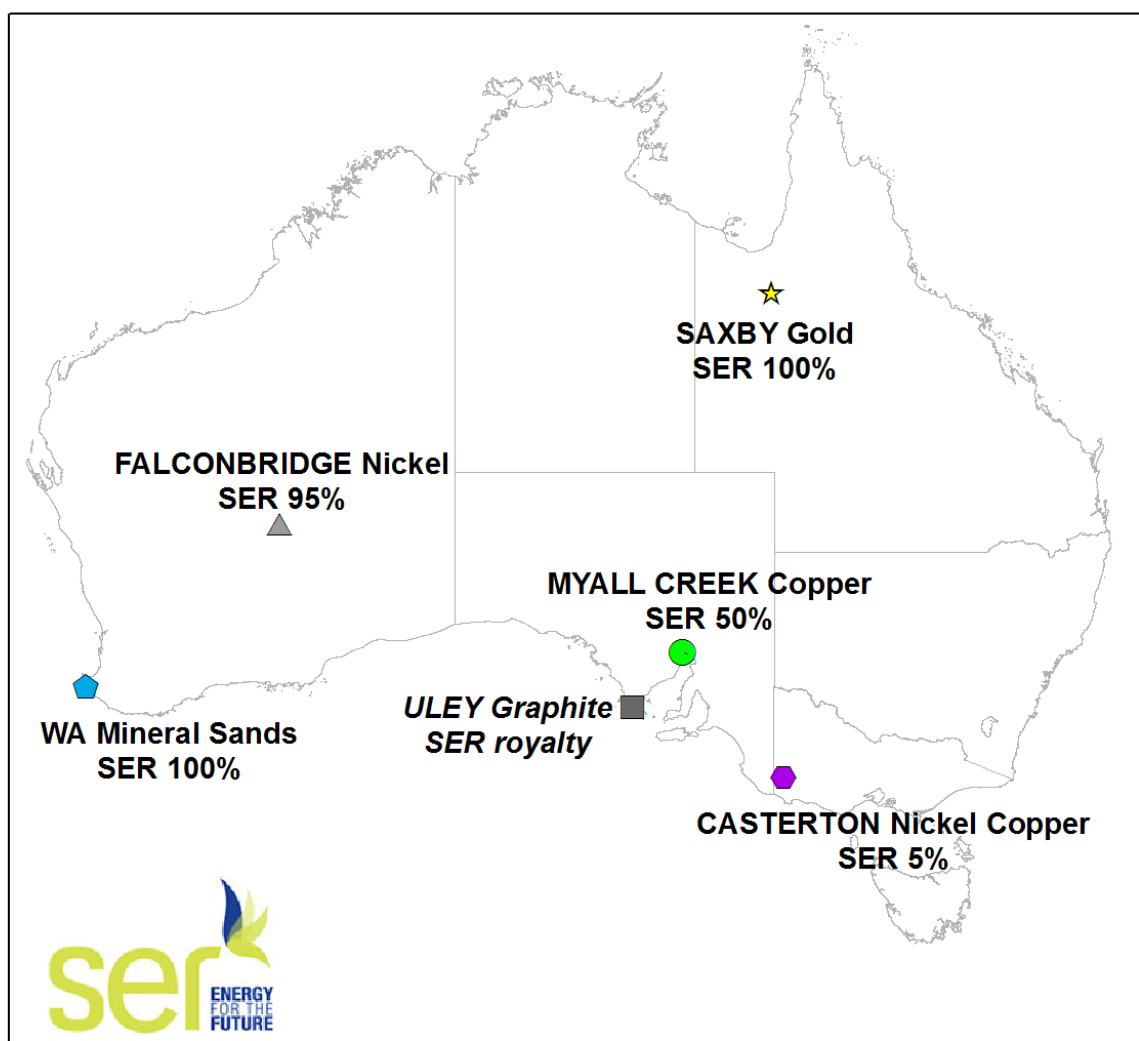 SAXBY Gold
SER 100%
FALCONBRIDGE Nickel
SER 95%
MYALL CREEK Copper
SER 50%
ULEY Graphite
SER royalty
WA Mineral Sands
SER 100%
CASTERTON Nickel Copper
SER 5%
ser
ENERGY
FOR THE
FUTURE